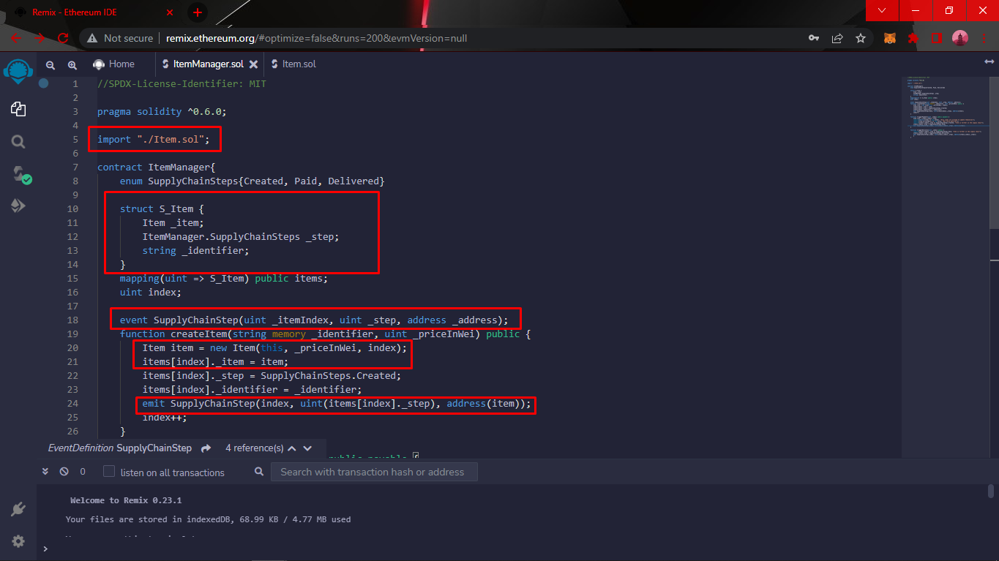 Remix - Ethereum IDE
Not secure remix.ethereum.org/#optimize=false&runs=200&evmVersion=null
Home ItemManager.sol Item.sol
1 //SPDX-License-Identifier: MIT
2
3 pragma solidity ^0.6.0;
4
5 import "./Item.sol";
6
7 contract ItemManager{
8 enum SupplyChainSteps{Created, Paid, Delivered}
9
10 struct S_Item {
11 Item _item;
12 ItemManager.SupplyChainSteps _step;
13 string _identifier;
14 }
15 mapping(uint => S_Item) public items;
16 uint index;
17
18 event SupplyChainStep(uint _itemIndex, uint _step, address _address);
19 function createItem(string memory _identifier, uint _priceInWei) public {
20 Item item = new Item(this, _priceInWei, index);
21 items[index]._item = item;
22 items[index]._step = SupplyChainSteps.Created;
23 items[index]._identifier = _identifier;
24 emit SupplyChainStep(index, uint(items[index]._step), address(item));
25 index++;
26 }
EventDefinition SupplyChainStep 4 reference(s)
public payable {
0 listen on all transactions Search with transaction hash or address
Welcome to Remix 0.23.1
Your files are stored in indexedDB, 68.99 KB / 4.77 MB used
>